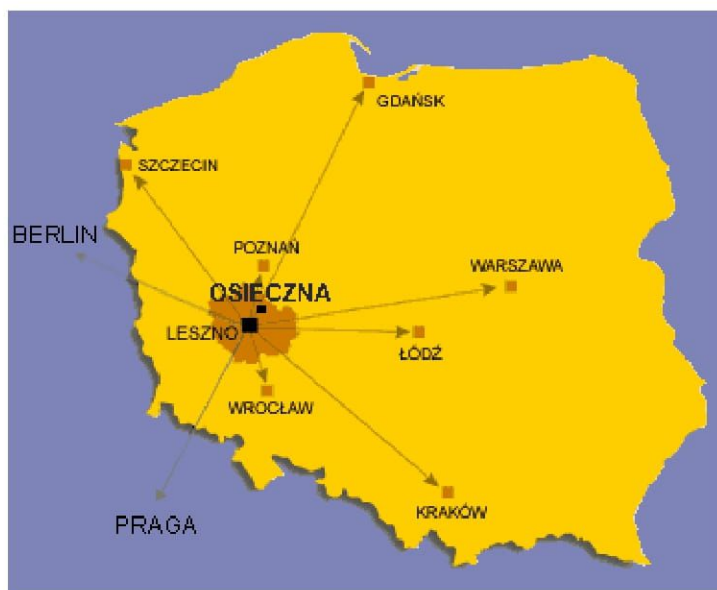 GDAŃSK
SZCZECIN
BERLIN
POZNAŃ
WARSZAWA
OSIECZNA
LESZNO
ŁÓDŹ
WROCŁAW
KRAKÓW
PRAGA